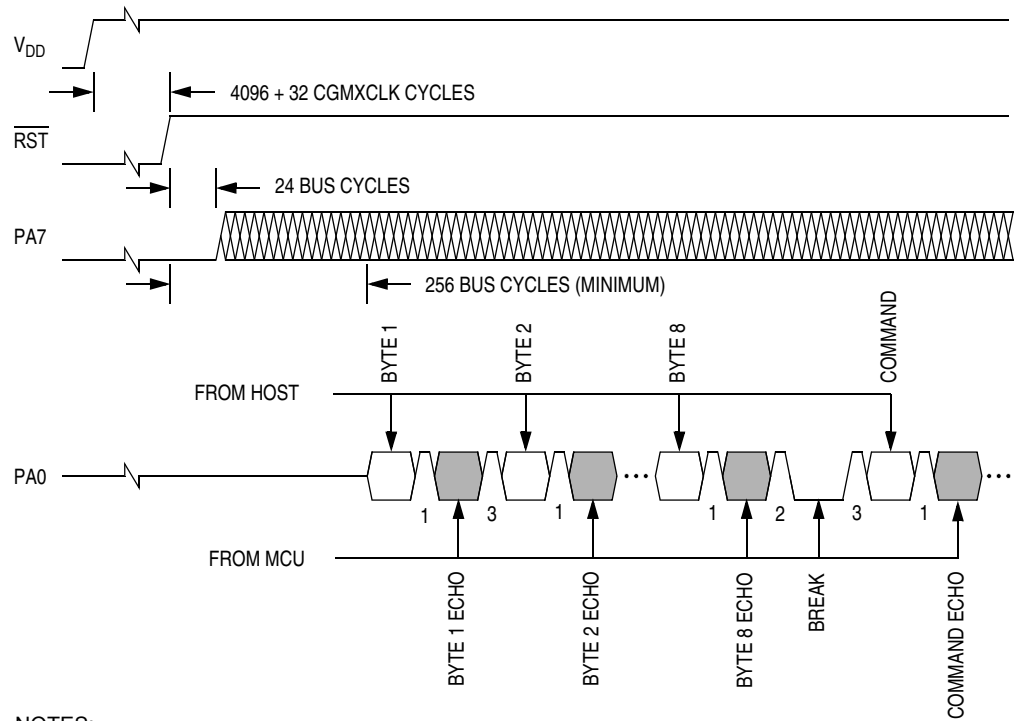 VDD
4096 + 32 CGMXCLK CYCLES
RST
24 BUS CYCLES
PA7
256 BUS CYCLES (MINIMUM)
BYTE 1
BYTE 2
BYTE 8
COMMAND
FROM HOST
PA0
1
3
1
1
2
3
1
FROM MCU
BYTE 1 ECHO
BYTE 2 ECHO
BYTE 8 ECHO
BREAK
COMMAND ECHO